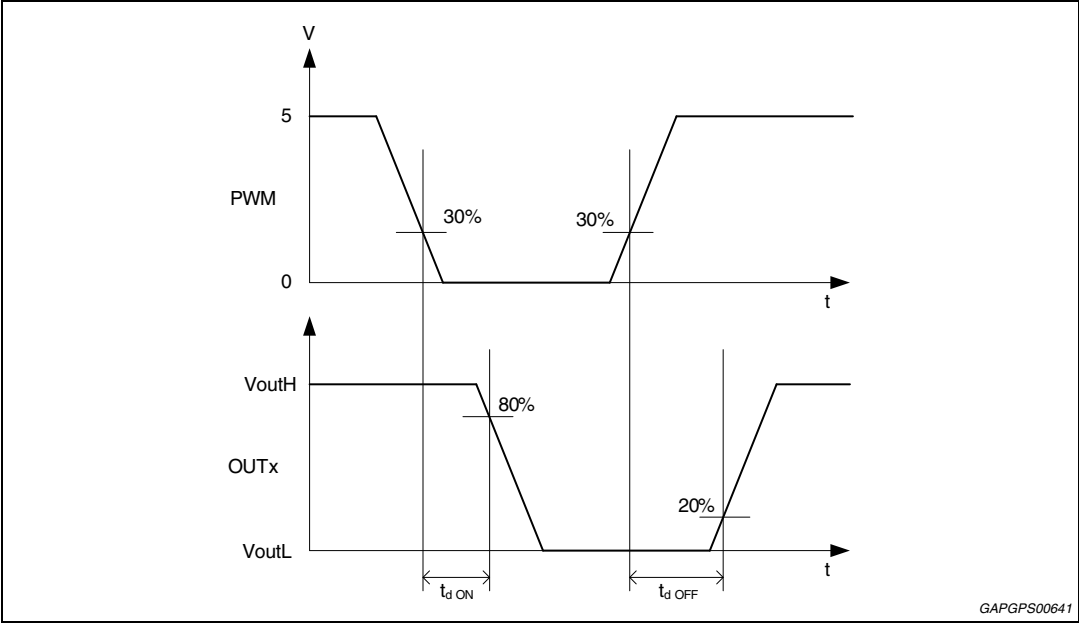 V
5
PWM
30%
30%
0
t
VoutH
80%
OUTx
20%
VoutL
t
td ON
td OFF
GAPGPS00641